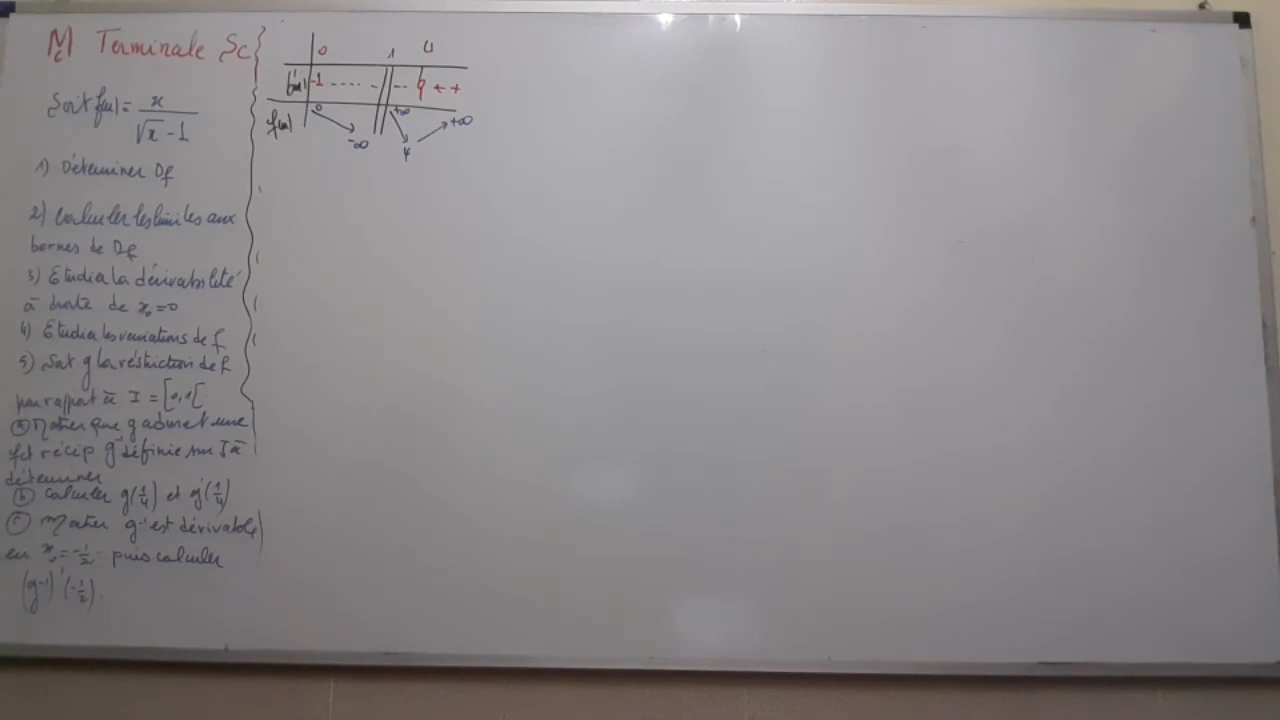 Mc Terminale Sc
Soit f(x) = x / √x - 1
1) Déterminer Df
2) Calculer les limites aux
bornes de Df
3) Etudier la dérivabilité
à droite de x₀=0
4) Etudier les variations de f
5) Soit g la réstriction de f
par rapport à I = [0,1[
ⓐ Montrer que g admet une
fct récip g⁻¹ définie sur J à
déterminer
ⓑ Calculer g(1/4) et g'(1/4)
ⓒ Montrer g⁻¹ est dérivable
en x₀=-1/2 puis calculer
(g-1)'(-1/2).
0 1 4
f'(x) -1 ..... - -- 0 + +
f(x) 0 -∞ +∞ 4 +∞